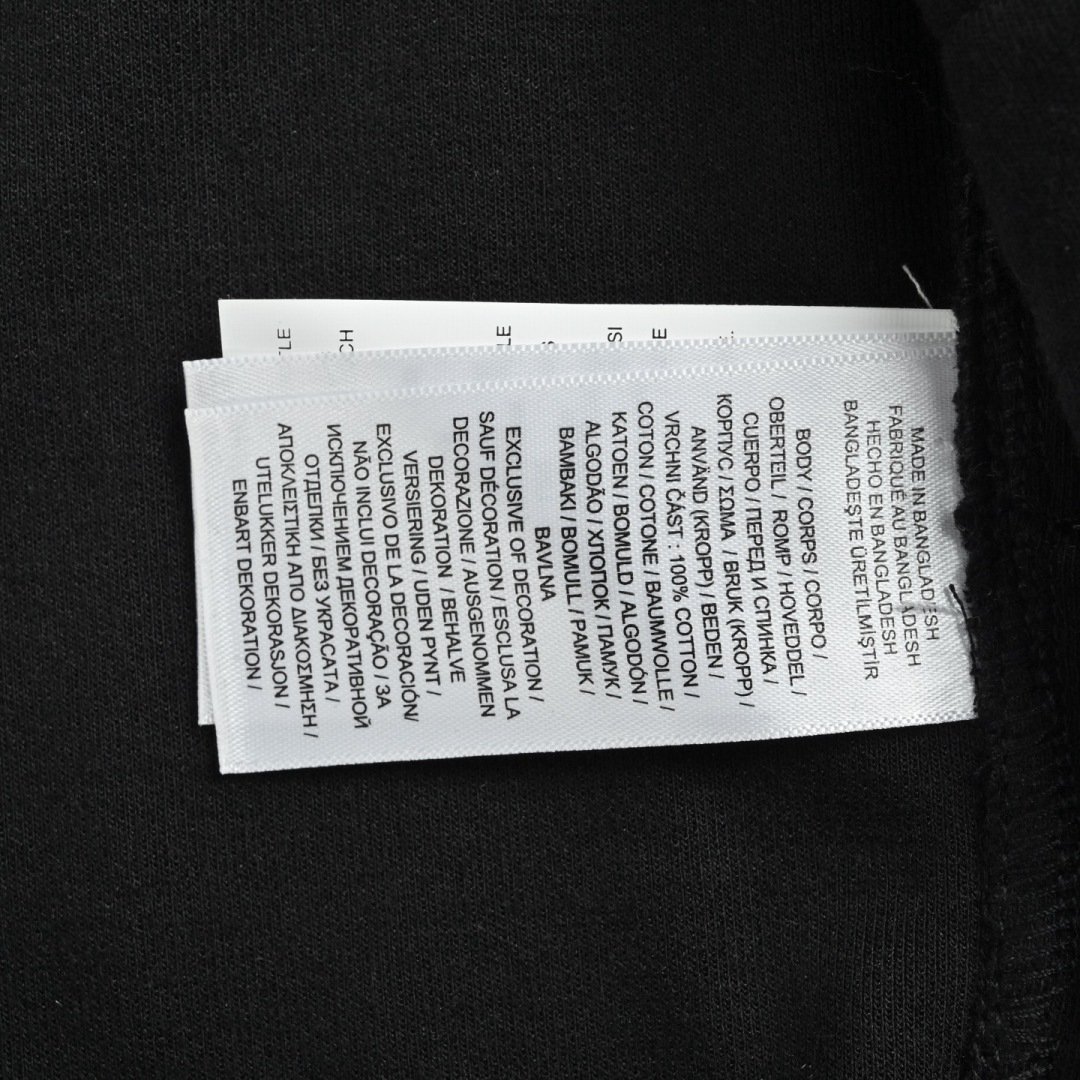 MADE IN BANGLADESH
FABRIQUÉ AU BANGLADESH
HECHO EN BANGLADESH
BANGLADEŞTE ÜRETİLMİŞTİR
BODY / CORPS / CORPO /
OBERTEIL / ROMP / HOVEDDEL /
CUERPO / ПЕРЕД И СПИНКА /
КОРПУС / ΣΩΜΑ / BRUK (KROPP) /
ANVÄND (KROPP) / BEDEN /
VRCHNI ČÁST : 100% COTTON /
COTON / COTONE / BAUMWOLLE /
KATOEN / BOMULD / ALGODÓN /
ALGODÃO / ХЛОПОК / ПАМУК /
BAMBAKI / BOMULL / PAMUK /
BAVLNA
EXCLUSIVE OF DECORATION /
SAUF DÉCORATION / ESCLUSA LA
DECORAZIONE / AUSGENOMMEN
DEKORATION / BEHALVE
VERSIERING / UDEN PYNT /
EXCLUSIVO DE LA DECORACIÓN/
NÃO INCLUI DECORAÇÃO / ЗА
ИСКЛЮЧЕНИЕМ ДЕКОРАТИВНОЙ
ОТДЕЛКИ / БЕЗ УКРАСАТА /
ΑΠΟΚΛΕΙΣΤΙΚΗ ΑΠΟ ΔΙΑΚΟΣΜΗΣΗ /
UTELUKKER DEKORASJON /
ENBART DEKORATION /